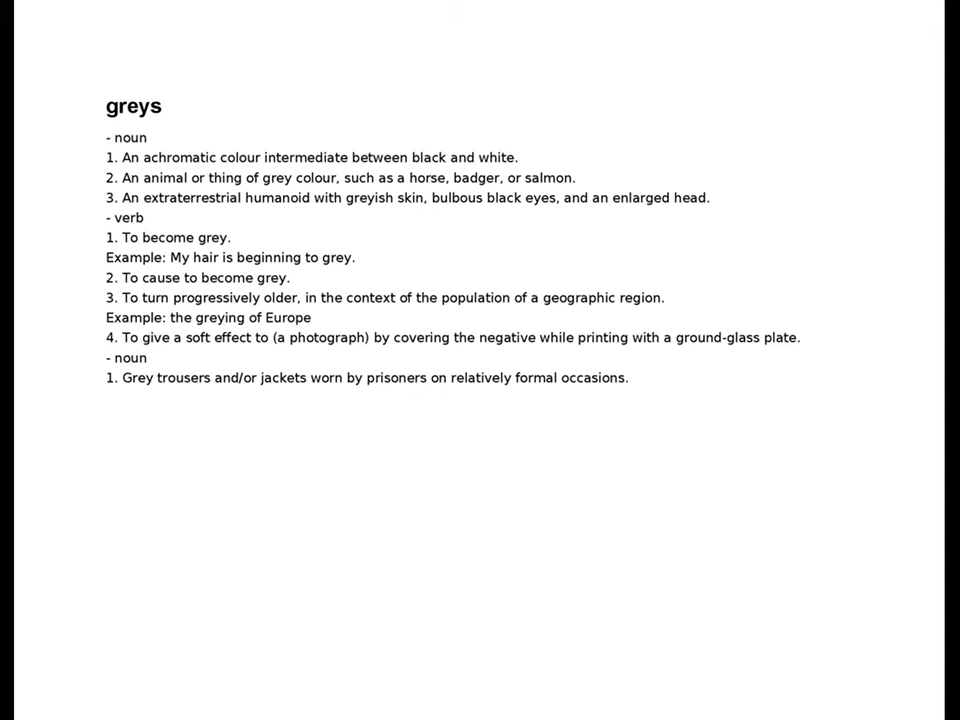 greys
- noun
1. An achromatic colour intermediate between black and white.
2. An animal or thing of grey colour, such as a horse, badger, or salmon.
3. An extraterrestrial humanoid with greyish skin, bulbous black eyes, and an enlarged head.
- verb
1. To become grey.
Example: My hair is beginning to grey.
2. To cause to become grey.
3. To turn progressively older, in the context of the population of a geographic region.
Example: the greying of Europe
4. To give a soft effect to (a photograph) by covering the negative while printing with a ground-glass plate.
- noun
1. Grey trousers and/or jackets worn by prisoners on relatively formal occasions.